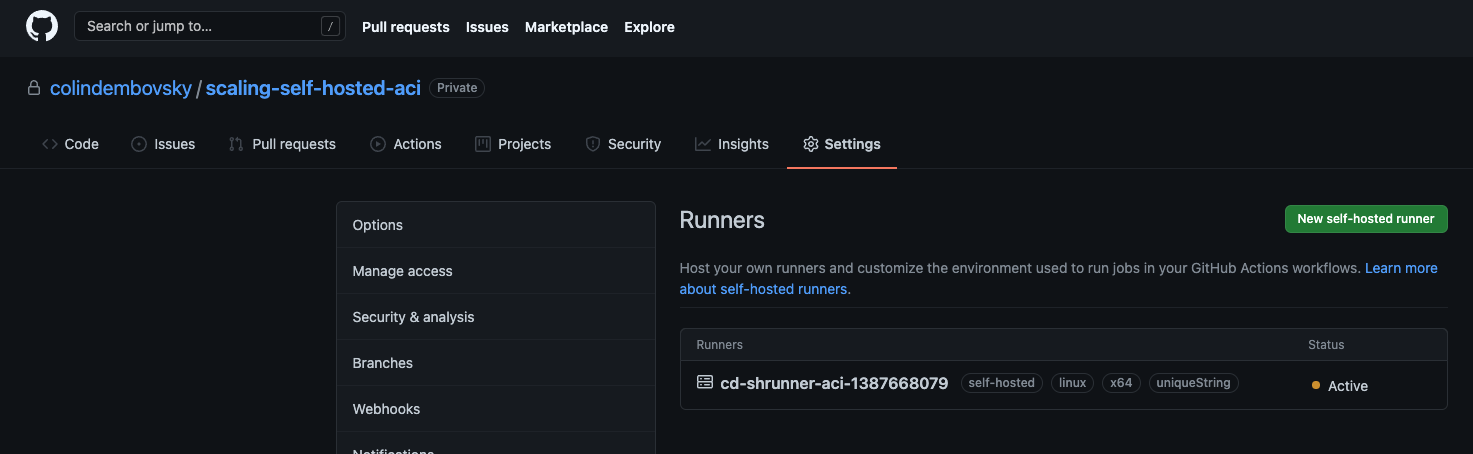 Search or jump to... /
Pull requests Issues Marketplace Explore
colindembovsky / scaling-self-hosted-aci Private
Code Issues Pull requests Actions Projects Security Insights Settings
Options
Manage access
Security & analysis
Branches
Webhooks
Notifications
Runners
New self-hosted runner
Host your own runners and customize the environment used to run jobs in your GitHub Actions workflows. Learn more
about self-hosted runners.
Runners Status
cd-shrunner-aci-1387668079 self-hosted linux x64 uniqueString Active